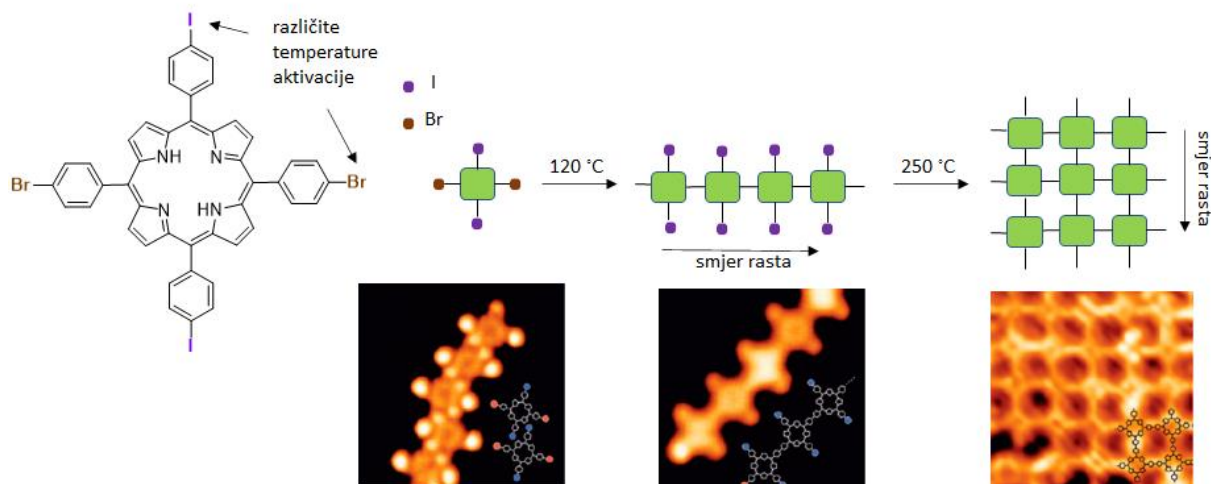 I
različite
temperature
aktivacije
I
Br
Br
Br
NH
N
N
HN
I
120 ˚C
250 ˚C
smjer rasta
smjer rasta